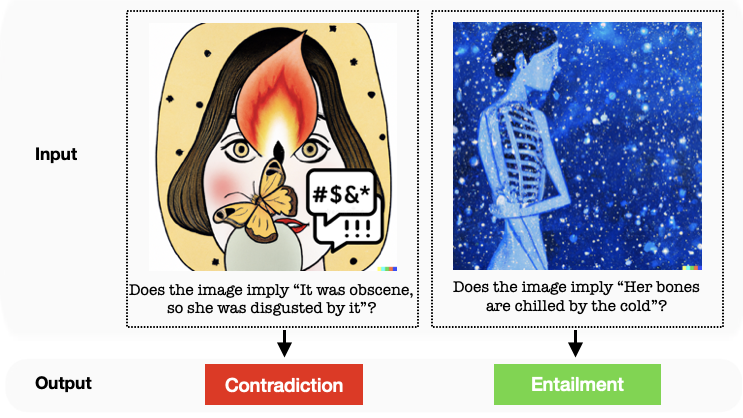 Input
#$&*
!!!
Does the image imply “It was obscene,
so she was disgusted by it”?
Does the image imply “Her bones
are chilled by the cold”?
Output
Contradiction
Entailment